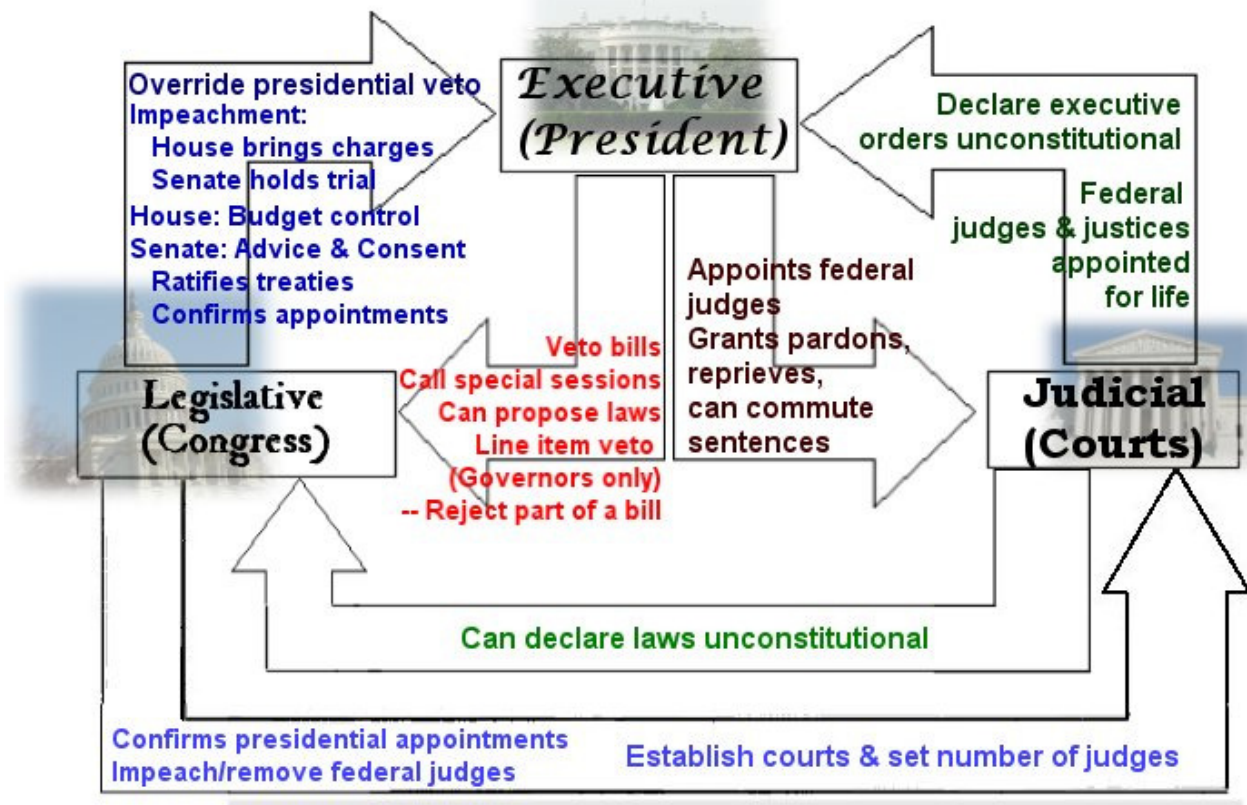 Executive
(President)
Override presidential veto
Impeachment:
House brings charges
Senate holds trial
House: Budget control
Senate: Advice & Consent
Ratifies treaties
Confirms appointments
Declare executive
orders unconstitutional
Federal
judges & justices
appointed
for life
Veto bills
Call special sessions
Can propose laws
Line item veto
(Governors only)
-- Reject part of a bill
Appoints federal
judges
Grants pardons,
reprieves,
can commute
sentences
Legislative
(Congress)
Judicial
(Courts)
Can declare laws unconstitutional
Confirms presidential appointments
Impeach/remove federal judges
Establish courts & set number of judges